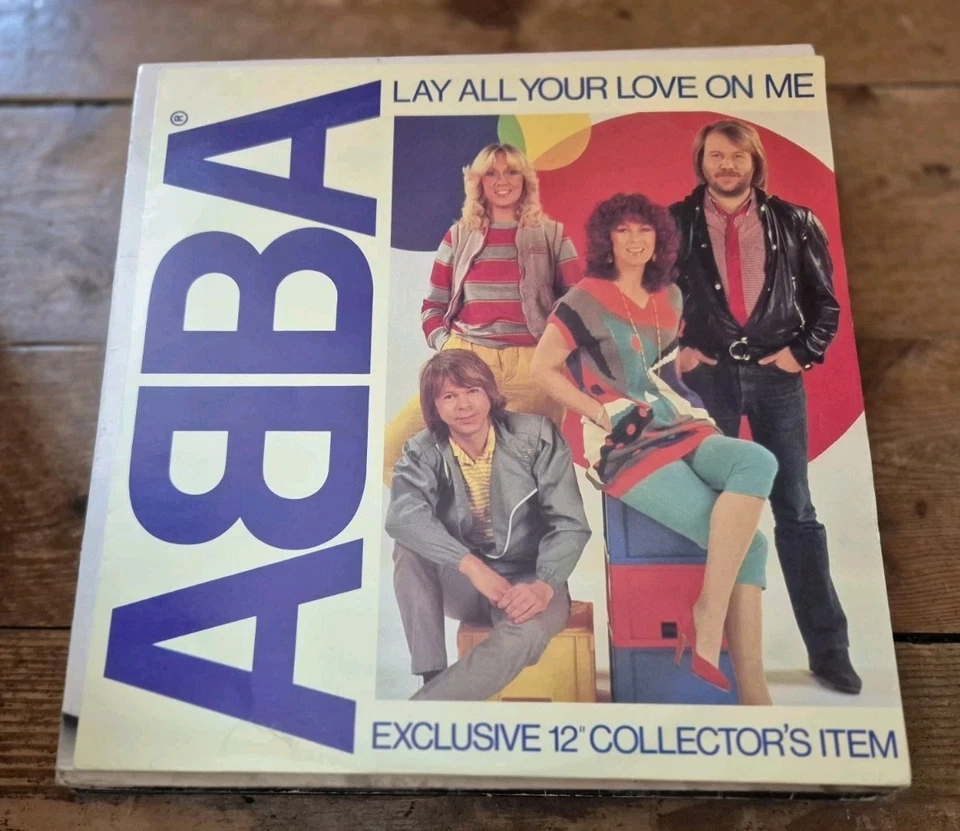 ABBA®
LAY ALL YOUR LOVE ON ME
EXCLUSIVE 12" COLLECTOR'S ITEM